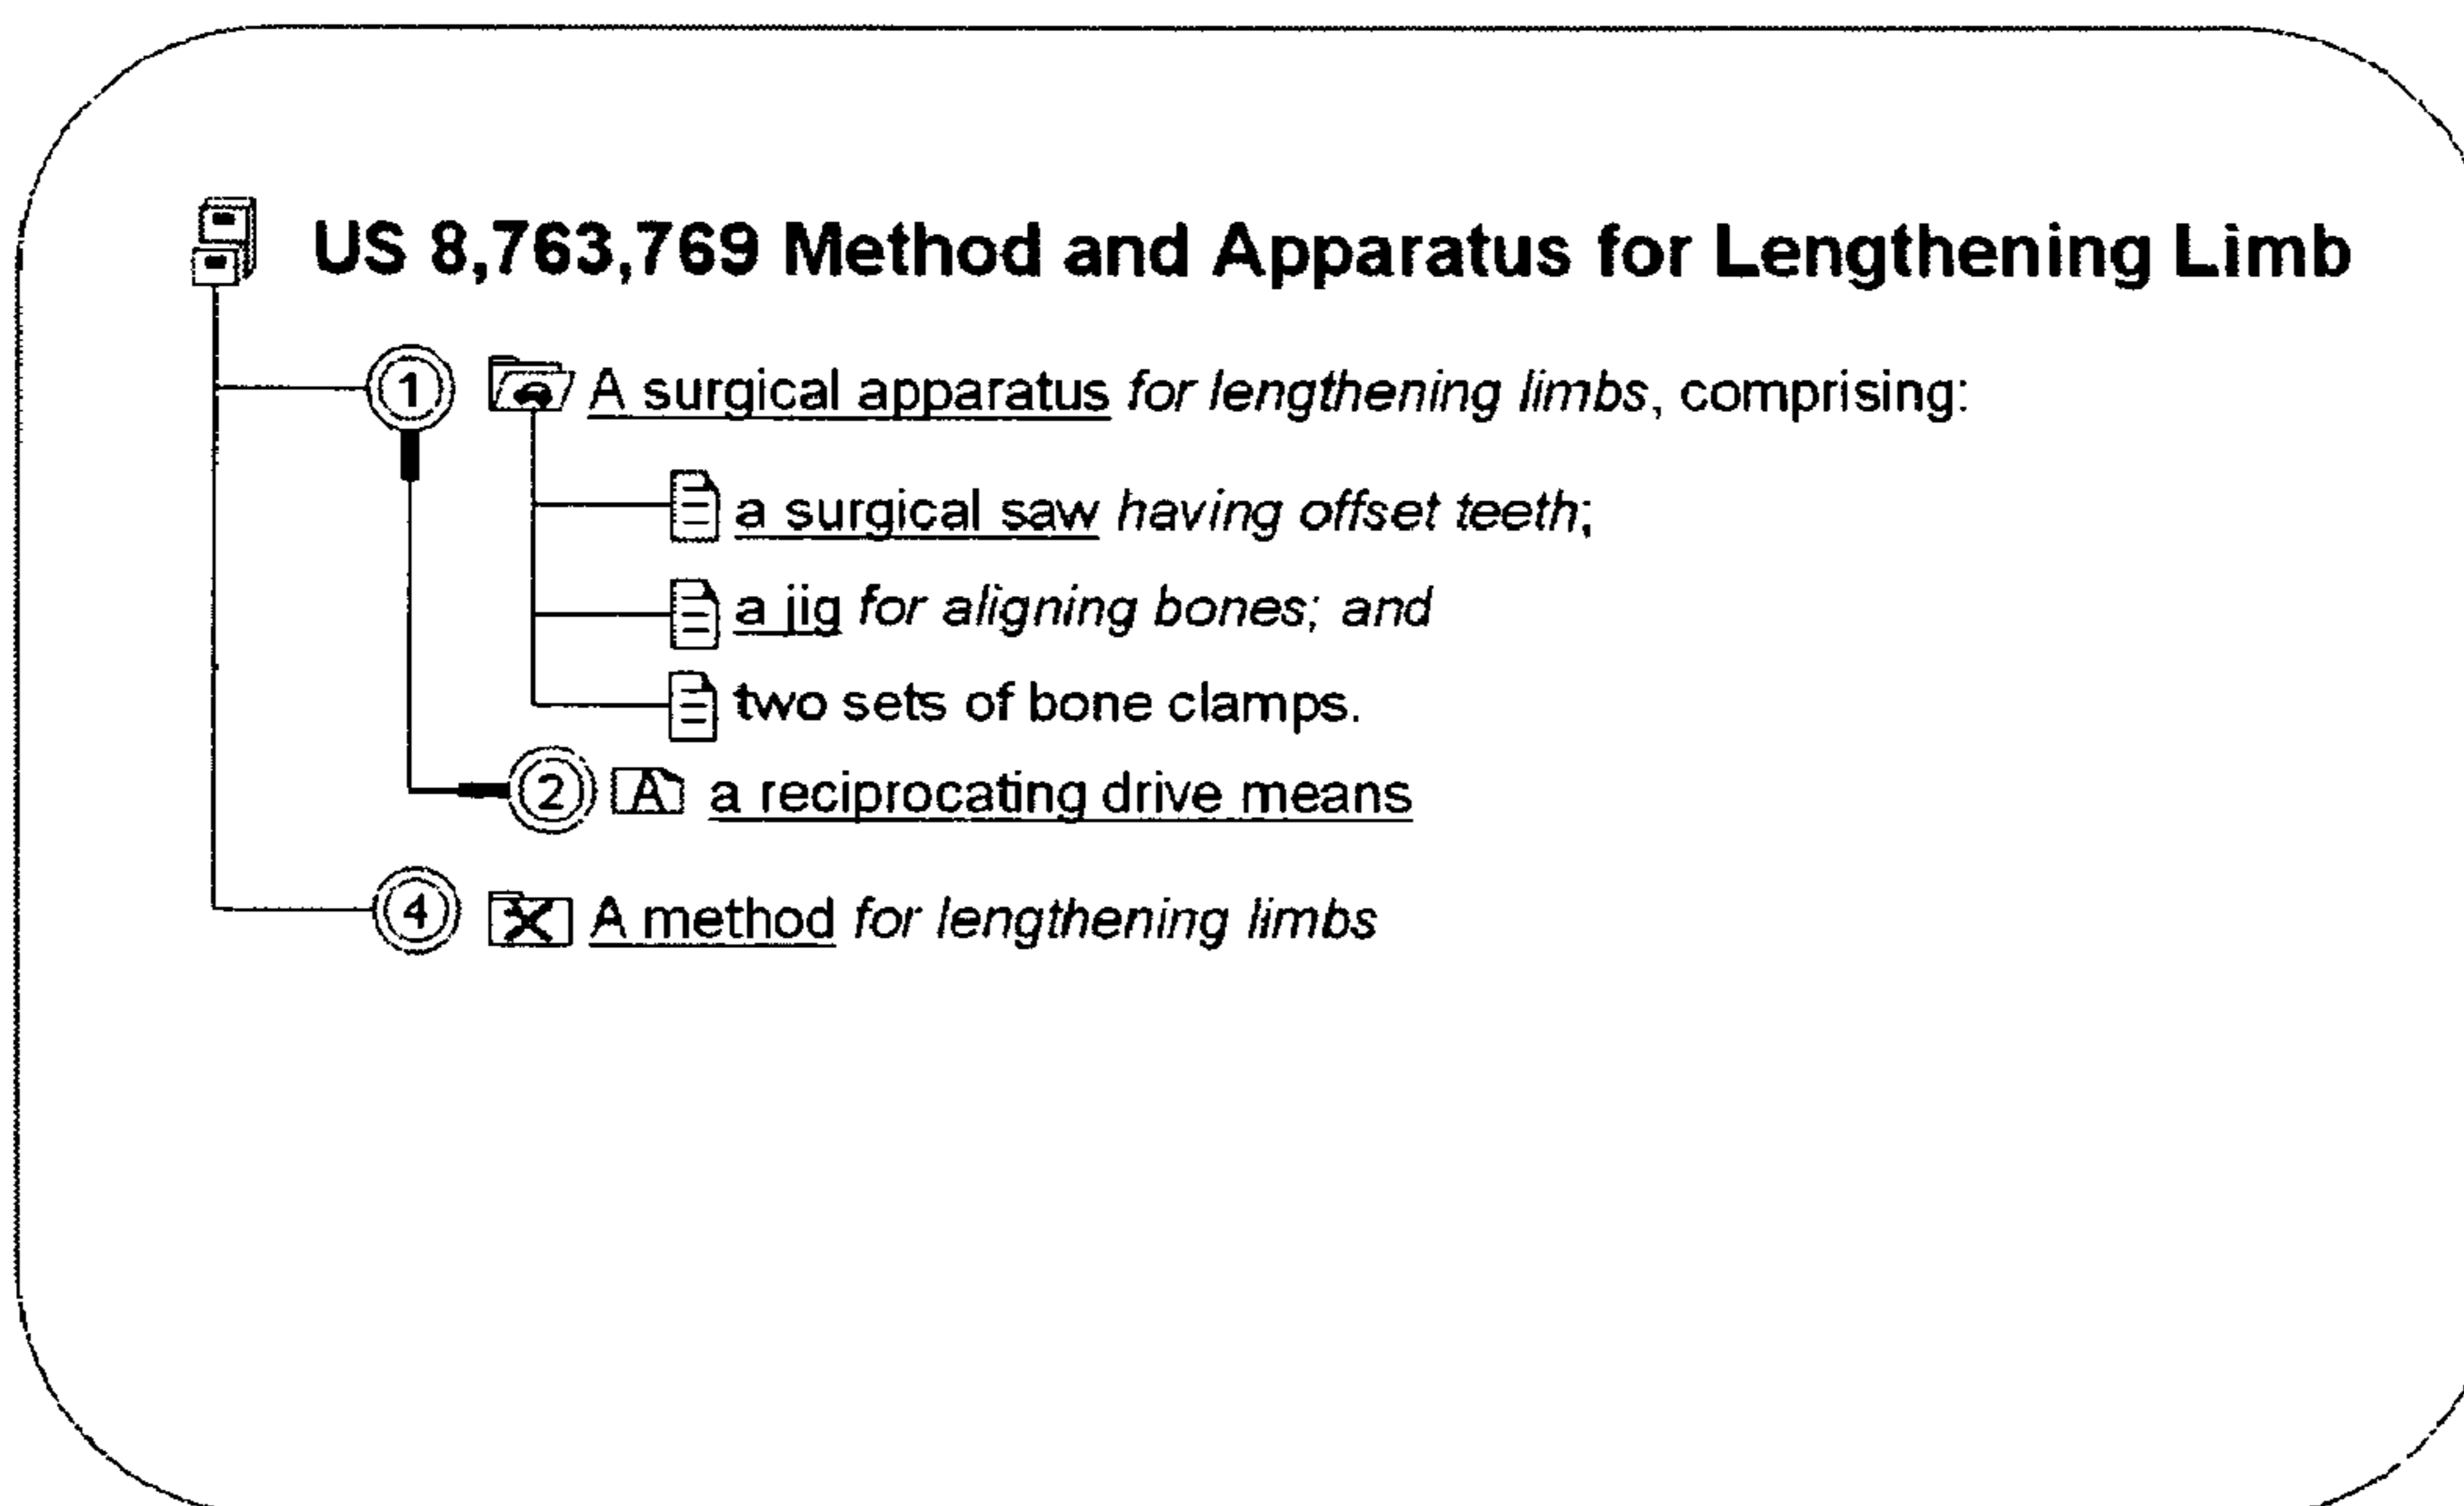 US 8,763,769 Method and Apparatus for Lengthening Limb
1 A surgical apparatus for lengthening limbs, comprising:
a surgical saw having offset teeth;
a jig for aligning bones; and
two sets of bone clamps.
2 A a reciprocating drive means
4 A method for lengthening limbs